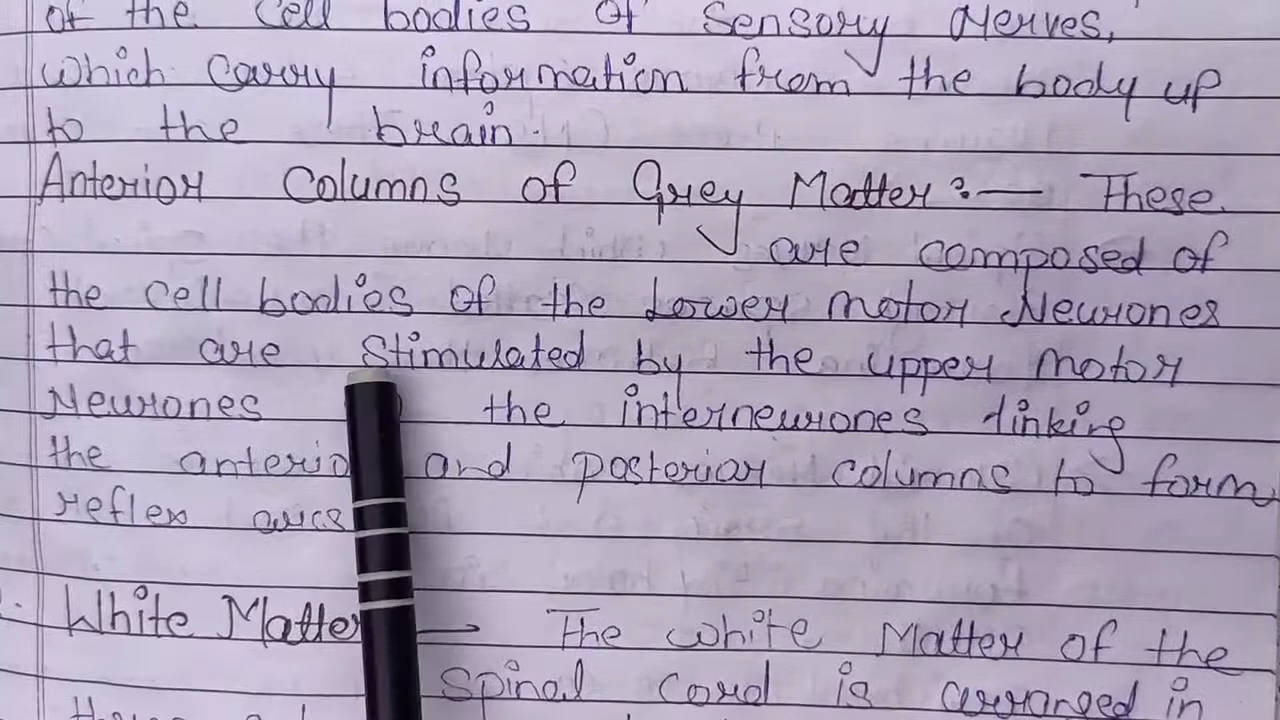 of the cell bodies of sensory nerves,
which carry information from the body up
to the brain.
Anterior Columns of Grey Matter :— These
are composed of
the cell bodies of the Lower motor Neurones
that are stimulated by the upper motor
Neurones the interneurones linking
the and posterior columns to form
reflex arcs
White Matter — The white Matter of the
Spinal cord is arranged in